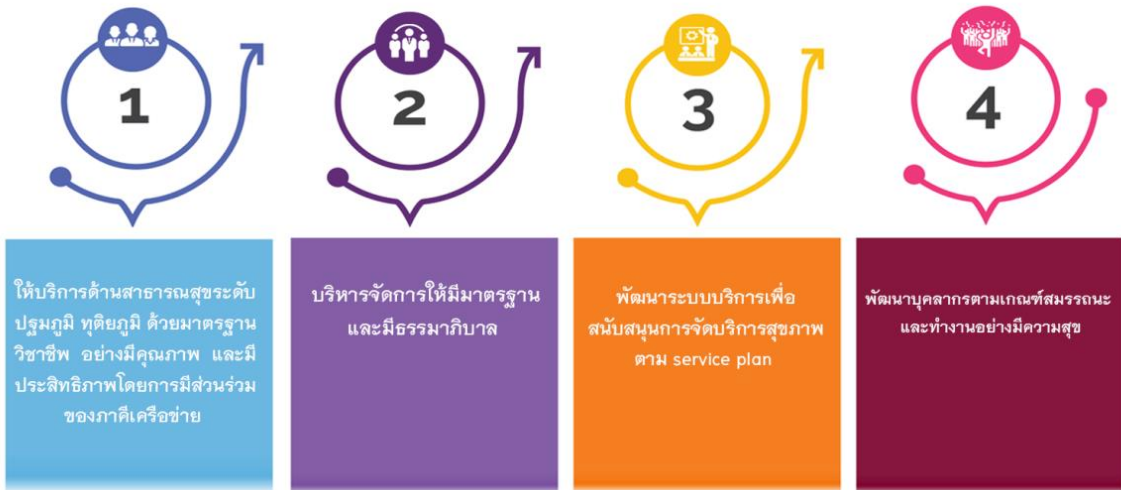 1
ให้บริการด้านสาธารณสุขระดับ
ปฐมภูมิ ทุติยภูมิ ด้วยมาตรฐาน
วิชาชีพ อย่างมีคุณภาพ และมี
ประสิทธิภาพโดยการมีส่วนร่วม
ของภาคีเครือข่าย
2
บริหารจัดการให้มีมาตรฐาน
และมีธรรมาภิบาล
3
พัฒนาระบบบริการเพื่อ
สนับสนุนการจัดบริการสุขภาพ
ตาม service plan
4
พัฒนาบุคลากรตามเกณฑ์สมรรถนะ
และทำงานอย่างมีความสุข